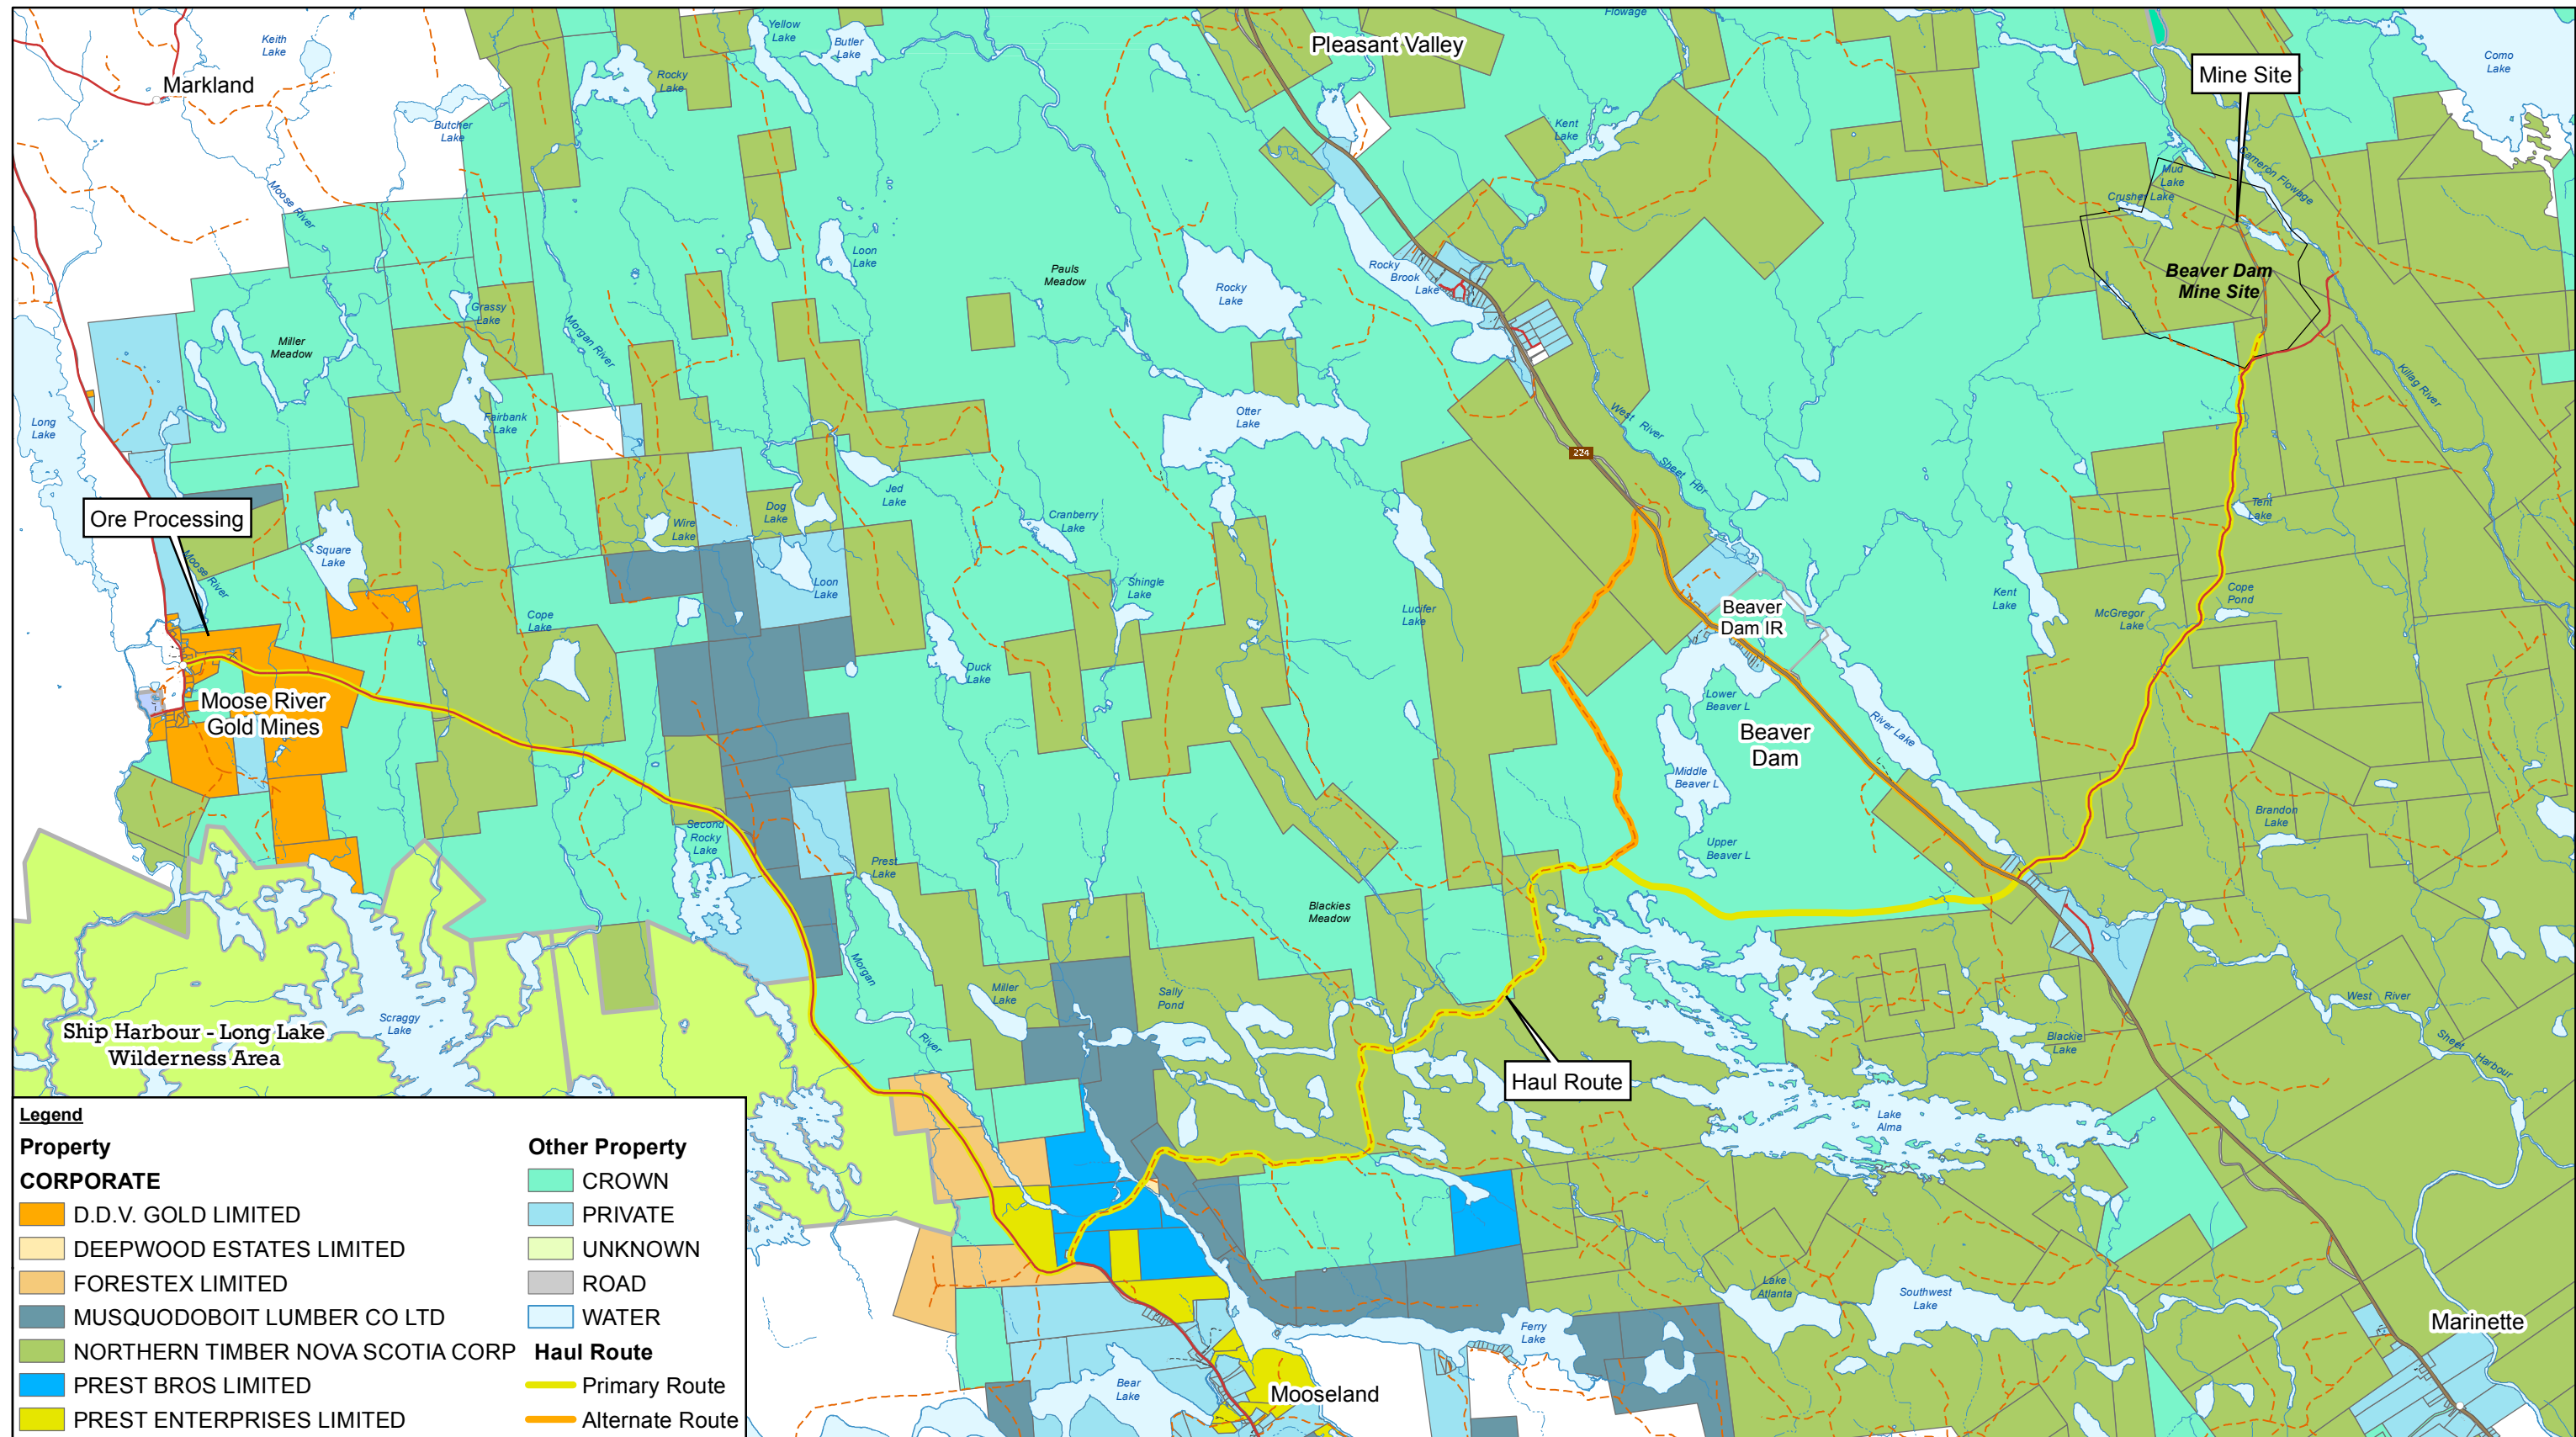 Keith
Lake
Markland
Yellow
Lake
Butler
Lake
Rocky
Lake
Butcher
Lake
Moose River
Pleasant Valley
Flowage
Kent
Lake
Mine Site
Como
Lake
Mud
Lake
Crusher Lake
Cameron Flowage
Beaver Dam
Mine Site
Killag River
Loon
Lake
Pauls
Meadow
Rocky
Lake
Rocky
Brook
Lake
Grassy
Lake
Morgan River
Miller
Meadow
Fairbank
Lake
Long
Lake
Otter
Lake
West River
Sheet Hbr
224
Jed
Lake
Dog
Lake
Wire
Lake
Cranberry
Lake
Tent
Lake
Ore Processing
Moose River
Square
Lake
Loon
Lake
Shingle
Lake
Lucifer
Lake
Beaver
Dam IR
Kent
Lake
McGregor
Lake
Cope
Pond
Cope
Lake
Duck
Lake
Moose River
Gold Mines
Lower
Beaver L
Beaver
Dam
River Lake
Middle
Beaver L
Upper
Beaver L
Brandon
Lake
Second
Rocky
Lake
Prest
Lake
Blackies
Meadow
Morgan
River
Miller
Lake
Sally
Pond
West River
Sheet
Harbour
Blackie
Lake
Scraggy
Lake
Ship Harbour - Long Lake
Wilderness Area
Haul Route
Lake
Alma
Lake
Atlanta
Southwest
Lake
Ferry
Lake
Marinette
Bear
Lake
Mooseland
Legend
Property
CORPORATE
D.D.V. GOLD LIMITED
DEEPWOOD ESTATES LIMITED
FORESTEX LIMITED
MUSQUODOBOIT LUMBER CO LTD
NORTHERN TIMBER NOVA SCOTIA CORP
PREST BROS LIMITED
PREST ENTERPRISES LIMITED
Other Property
CROWN
PRIVATE
UNKNOWN
ROAD
WATER
Haul Route
Primary Route
Alternate Route